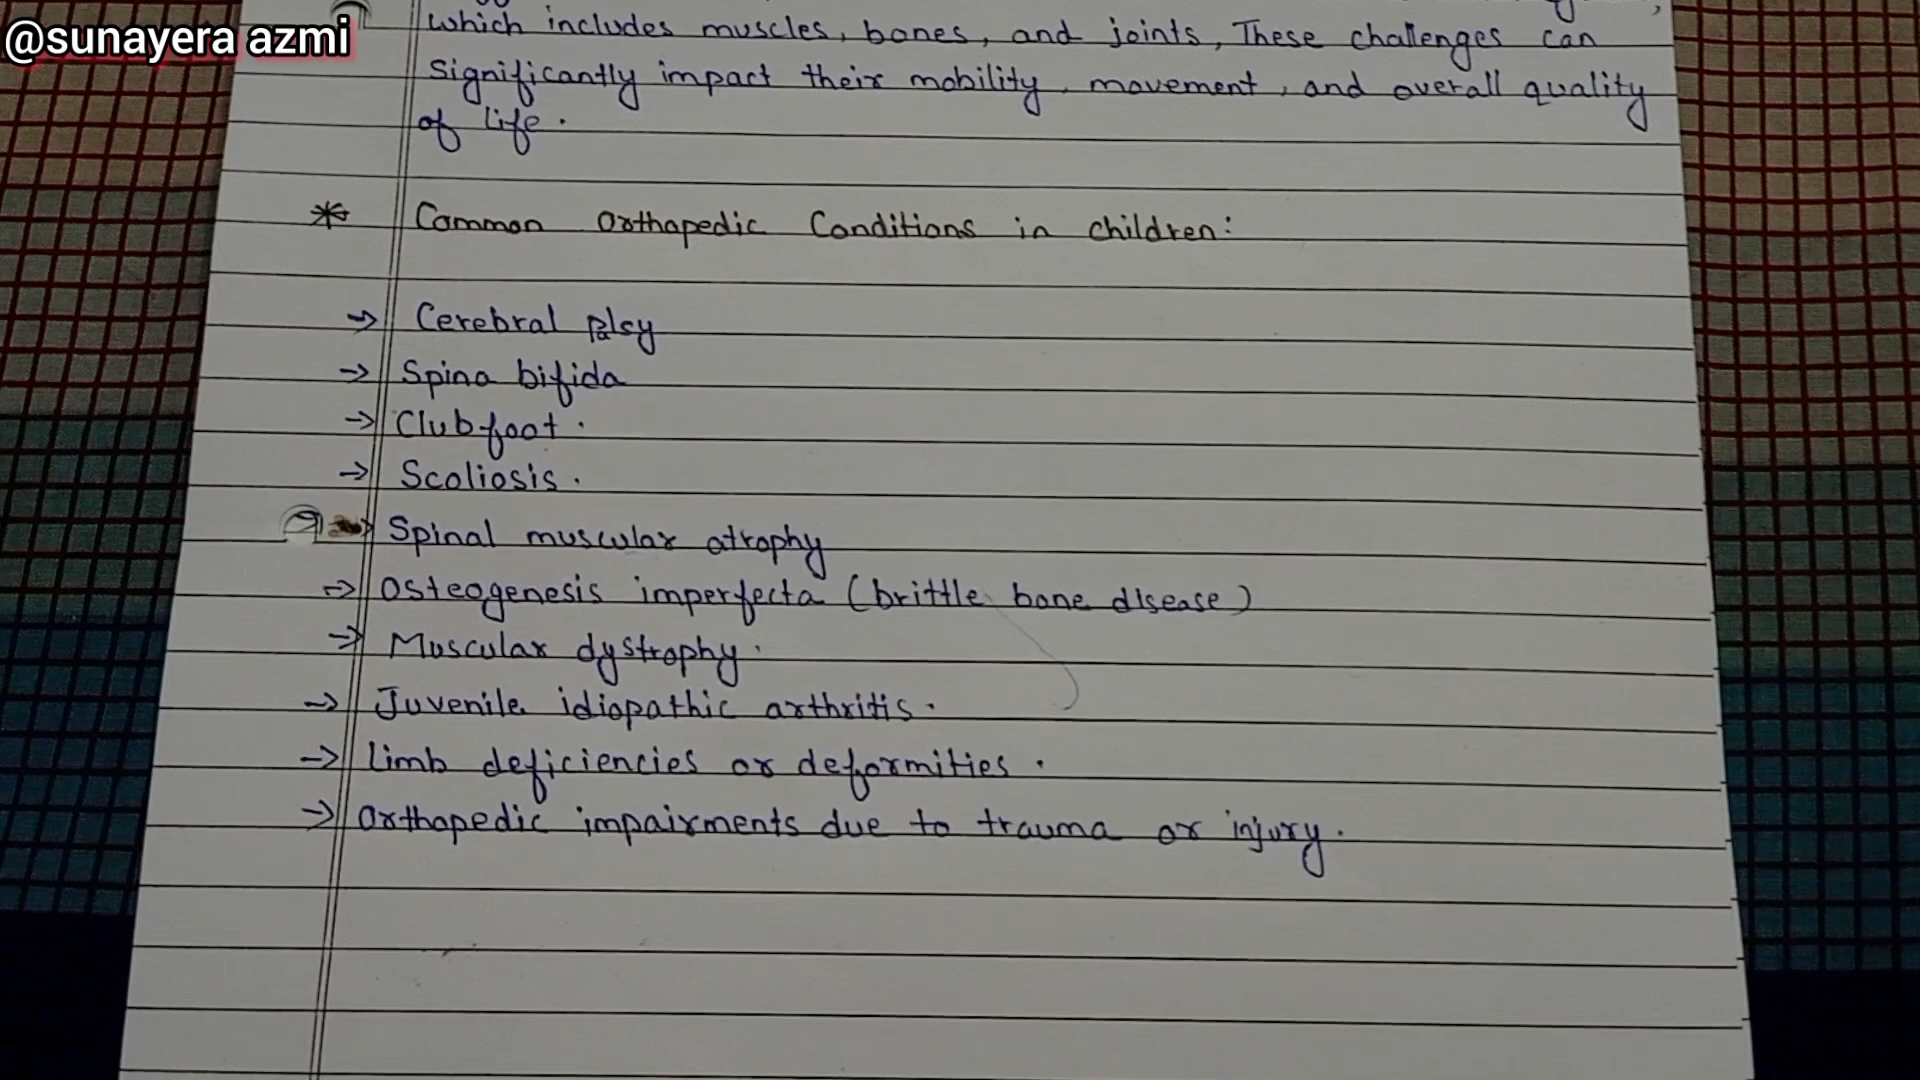 @sunayera azmi
which includes muscles, bones, and joints, These challenges can
significantly impact their mobility, movement, and overall quality
of life.
* Common Orthopedic Conditions in children:
→ Cerebral Palsy
→ Spina bifida
→ Clubfoot.
→ Scoliosis.
→ Spinal muscular atrophy
→ Osteogenesis imperfecta (brittle bone disease)
→ Muscular dystrophy.
→ Juvenile idiopathic arthritis.
→ Limb deficiencies or deformities.
→ Orthopedic impairments due to trauma or injury.